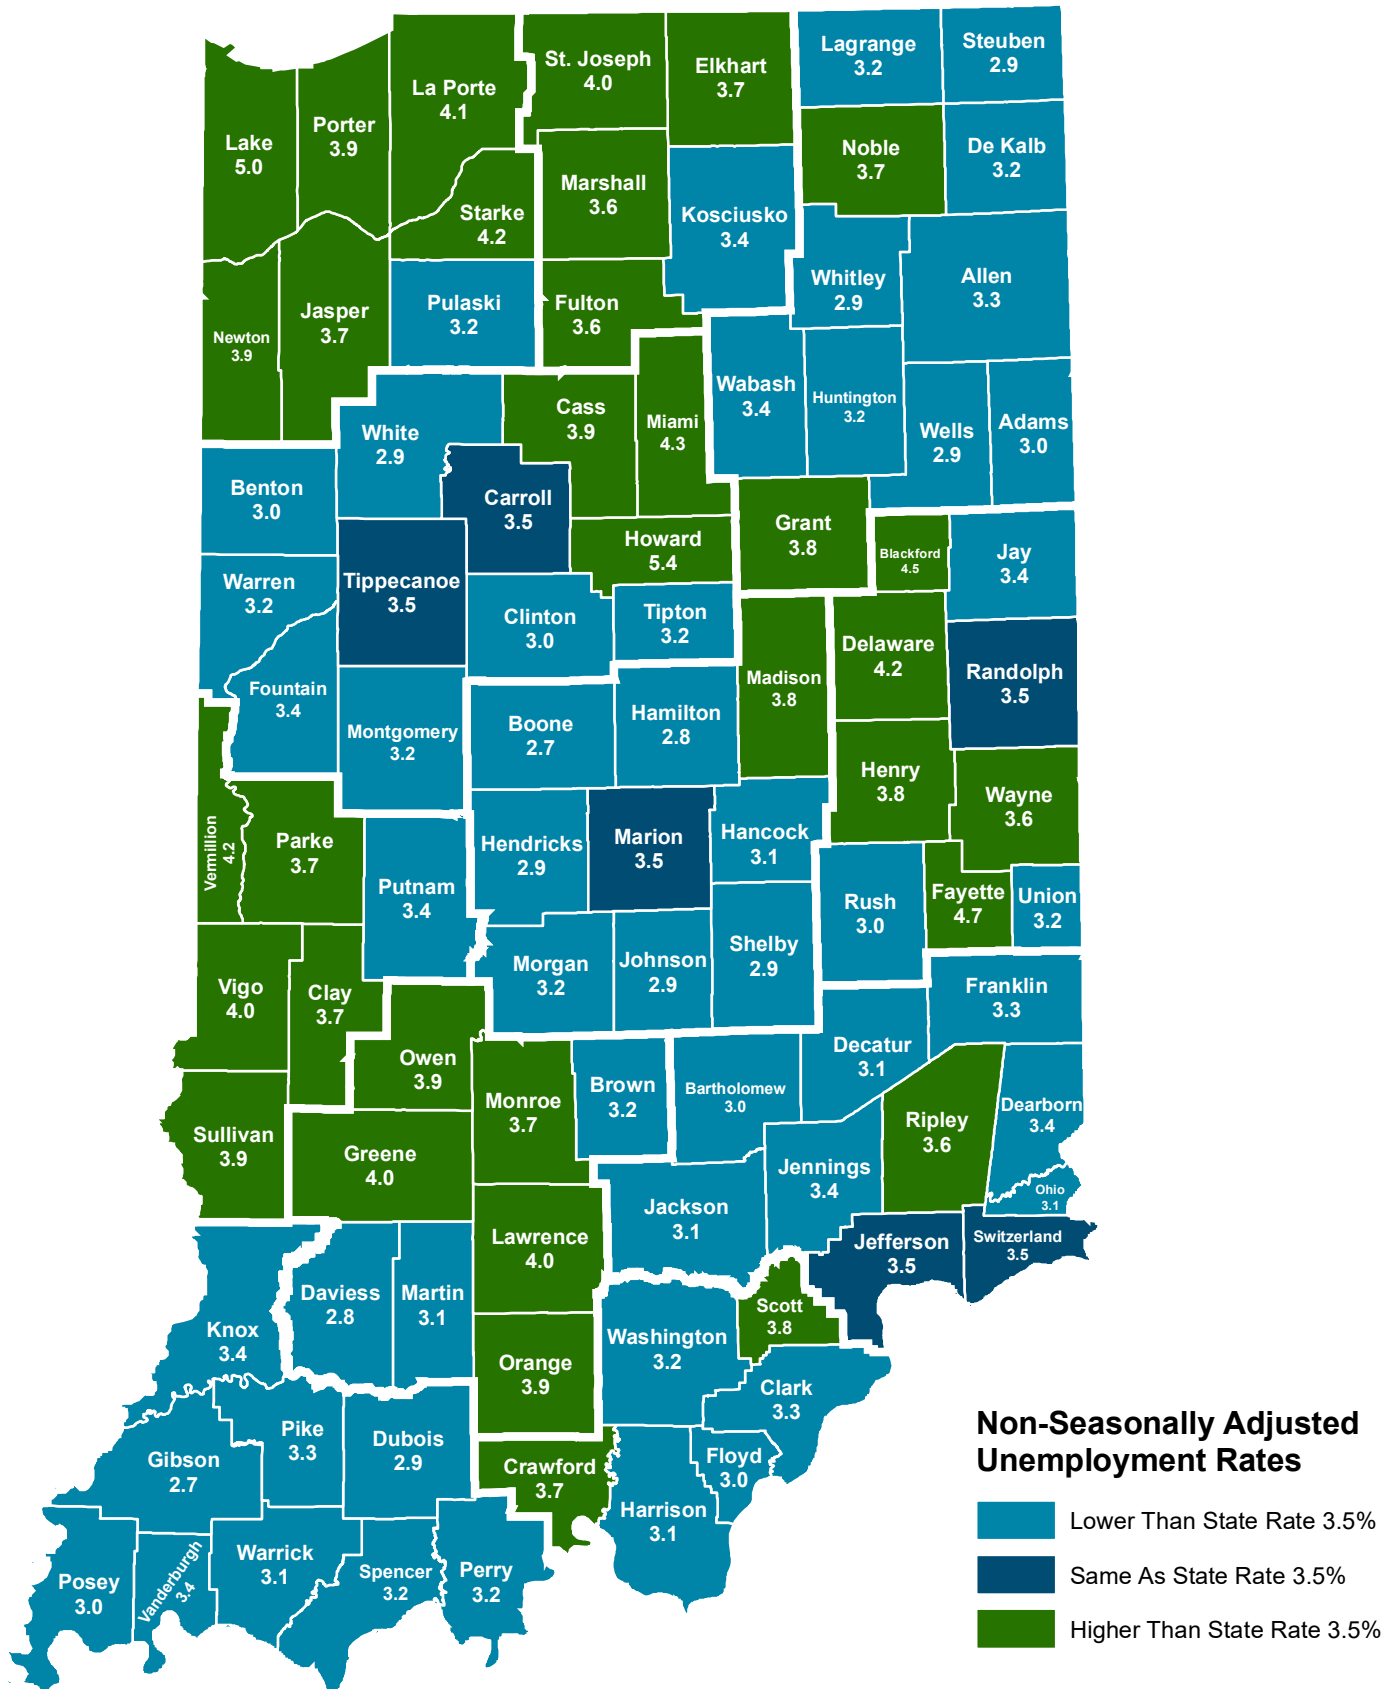 Lagrange
3.2
Steuben
2.9
St. Joseph
4.0
Elkhart
3.7
La Porte
4.1
Porter
3.9
Lake
5.0
Noble
3.7
De Kalb
3.2
Marshall
3.6
Kosciusko
3.4
Starke
4.2
Whitley
2.9
Allen
3.3
Pulaski
3.2
Fulton
3.6
Jasper
3.7
Newton
3.9
Wabash
3.4
Huntington
3.2
Wells
2.9
Adams
3.0
Cass
3.9
Miami
4.3
White
2.9
Benton
3.0
Carroll
3.5
Grant
3.8
Howard
5.4
Blackford
4.5
Jay
3.4
Warren
3.2
Tippecanoe
3.5
Clinton
3.0
Tipton
3.2
Delaware
4.2
Randolph
3.5
Madison
3.8
Fountain
3.4
Montgomery
3.2
Boone
2.7
Hamilton
2.8
Henry
3.8
Wayne
3.6
Vermillion
4.2
Parke
3.7
Putnam
3.4
Hendricks
2.9
Marion
3.5
Hancock
3.1
Rush
3.0
Fayette
4.7
Union
3.2
Shelby
2.9
Morgan
3.2
Johnson
2.9
Vigo
4.0
Clay
3.7
Franklin
3.3
Owen
3.9
Decatur
3.1
Monroe
3.7
Brown
3.2
Bartholomew
3.0
Dearborn
3.4
Ripley
3.6
Sullivan
3.9
Greene
4.0
Jennings
3.4
Ohio
3.1
Jackson
3.1
Lawrence
4.0
Jefferson
3.5
Switzerland
3.5
Daviess
2.8
Martin
3.1
Scott
3.8
Knox
3.4
Washington
3.2
Orange
3.9
Clark
3.3
Pike
3.3
Dubois
2.9
Gibson
2.7
Crawford
3.7
Floyd
3.0
Harrison
3.1
Posey
3.0
Vanderburgh
3.4
Warrick
3.1
Spencer
3.2
Perry
3.2
Non-Seasonally Adjusted
Unemployment Rates
Lower Than State Rate 3.5%
Same As State Rate 3.5%
Higher Than State Rate 3.5%